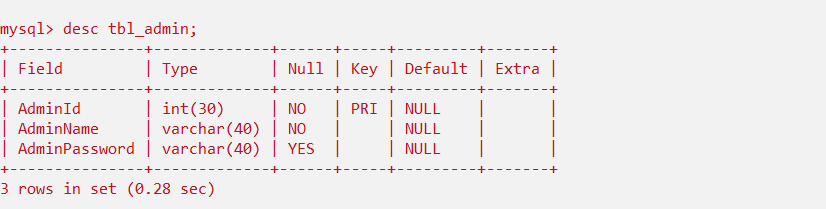 mysql> desc tbl_admin;
+---------------+-------------+------+-----+---------+-------+
| Field         | Type        | Null | Key | Default | Extra |
+---------------+-------------+------+-----+---------+-------+
| AdminId       | int(30)     | NO   | PRI | NULL    |       |
| AdminName     | varchar(40) | NO   |     | NULL    |       |
| AdminPassword | varchar(40) | YES  |     | NULL    |       |
+---------------+-------------+------+-----+---------+-------+
3 rows in set (0.28 sec)